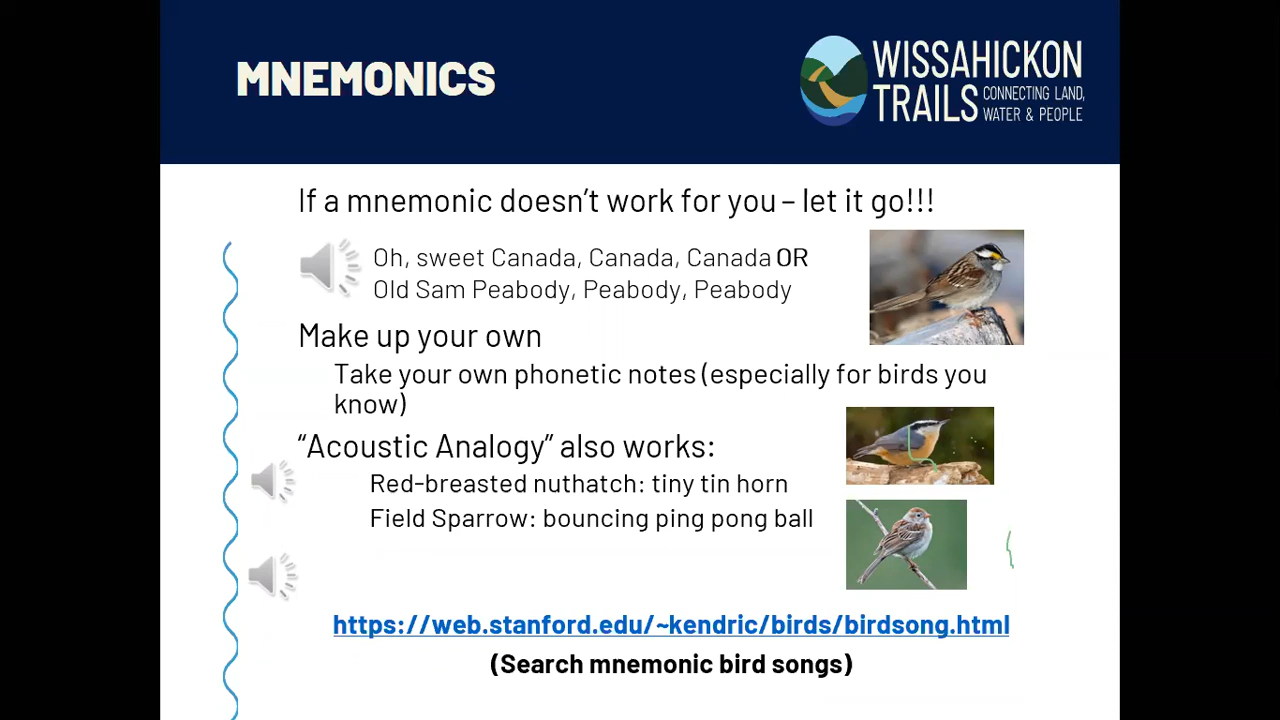 MNEMONICS
WISSAHICKON
TRAILS
CONNECTING LAND,
WATER & PEOPLE
If a mnemonic doesn’t work for you – let it go!!!
Oh, sweet Canada, Canada, Canada OR
Old Sam Peabody, Peabody, Peabody
Make up your own
Take your own phonetic notes (especially for birds you
know)
“Acoustic Analogy” also works:
Red-breasted nuthatch: tiny tin horn
Field Sparrow: bouncing ping pong ball
https://web.stanford.edu/~kendric/birds/birdsong.html
(Search mnemonic bird songs)